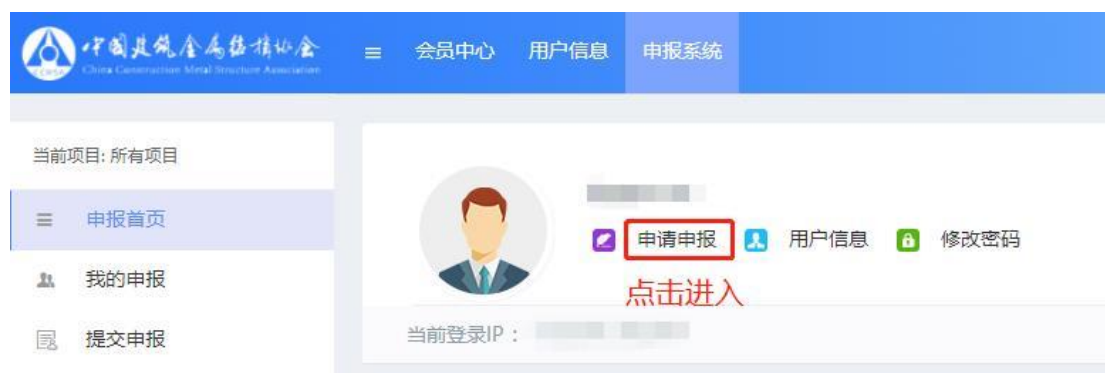 中国建筑金属结构协会
China Construction Metal Structure Association
会员中心 用户信息 申报系统
当前项目: 所有项目
申报首页
我的申报
提交申报
申请申报 用户信息 修改密码
点击进入
当前登录IP：